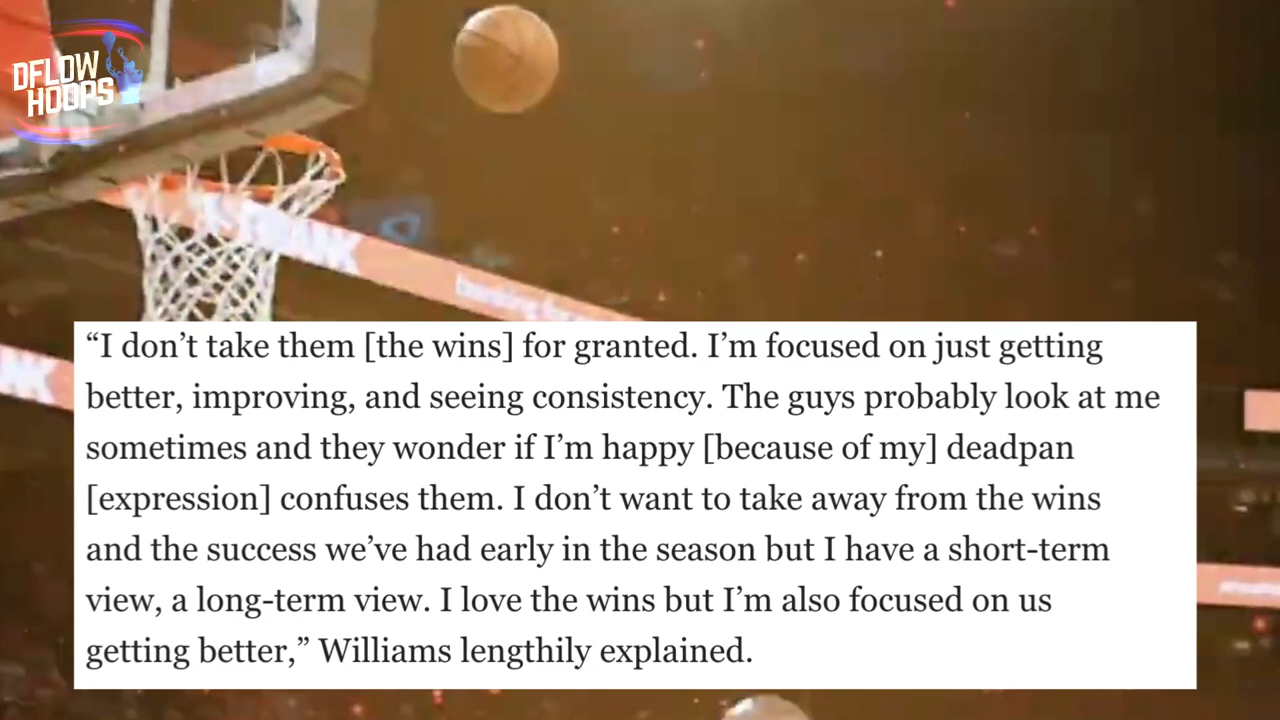 DFLOW
HOOPS
“I don’t take them [the wins] for granted. I’m focused on just getting
better, improving, and seeing consistency. The guys probably look at me
sometimes and they wonder if I’m happy [because of my] deadpan
[expression] confuses them. I don’t want to take away from the wins
and the success we’ve had early in the season but I have a short-term
view, a long-term view. I love the wins but I’m also focused on us
getting better,” Williams lengthily explained.